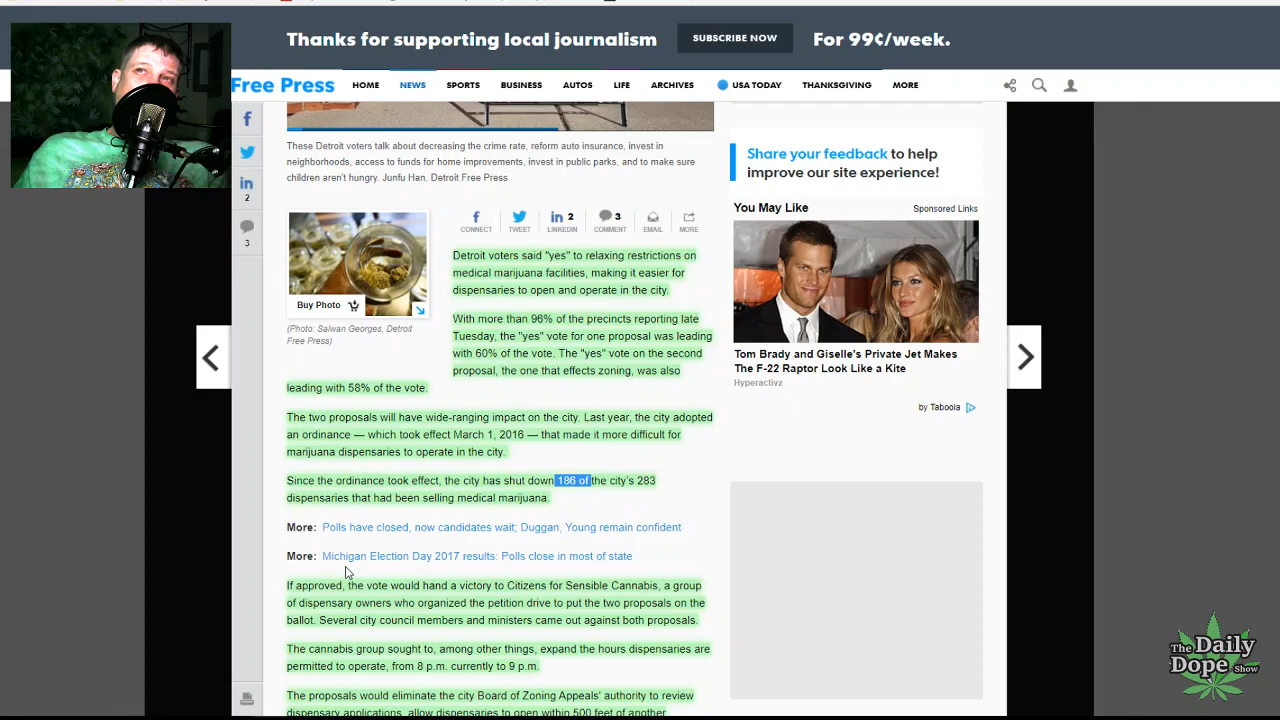 Thanks for supporting local journalism
SUBSCRIBE NOW
For 99¢/week.
Free Press
HOME
NEWS
SPORTS
BUSINESS
AUTOS
LIFE
ARCHIVES
USA TODAY
THANKSGIVING
MORE
2
3
These Detroit voters talk about decreasing the crime rate, reform auto insurance, invest in
neighborhoods, access to funds for home improvements, invest in public parks, and to make sure
children aren't hungry. Junfu Han, Detroit Free Press
CONNECT
TWEET
2
LINKEDIN
3
COMMENT
EMAIL
MORE
Buy Photo
(Photo: Salwan Georges, Detroit
Free Press)
Detroit voters said "yes" to relaxing restrictions on
medical marijuana facilities, making it easier for
dispensaries to open and operate in the city.
With more than 96% of the precincts reporting late
Tuesday, the "yes" vote for one proposal was leading
with 60% of the vote. The "yes" vote on the second
proposal, the one that effects zoning, was also
leading with 58% of the vote.
The two proposals will have wide-ranging impact on the city. Last year, the city adopted
an ordinance — which took effect March 1, 2016 — that made it more difficult for
marijuana dispensaries to operate in the city.
Since the ordinance took effect, the city has shut down 186 of the city's 283
dispensaries that had been selling medical marijuana.
More: Polls have closed, now candidates wait; Duggan, Young remain confident
More: Michigan Election Day 2017 results: Polls close in most of state
If approved, the vote would hand a victory to Citizens for Sensible Cannabis, a group
of dispensary owners who organized the petition drive to put the two proposals on the
ballot. Several city council members and ministers came out against both proposals.
The cannabis group sought to, among other things, expand the hours dispensaries are
permitted to operate, from 8 p.m. currently to 9 p.m.
The proposals would eliminate the city Board of Zoning Appeals' authority to review
dispensary applications, allow dispensaries to open within 500 feet of another
Share your feedback to help
improve our site experience!
You May Like
Sponsored Links
Tom Brady and Giselle's Private Jet Makes
The F-22 Raptor Look Like a Kite
Hyperactivz
by Taboola
The Daily
Dope Show